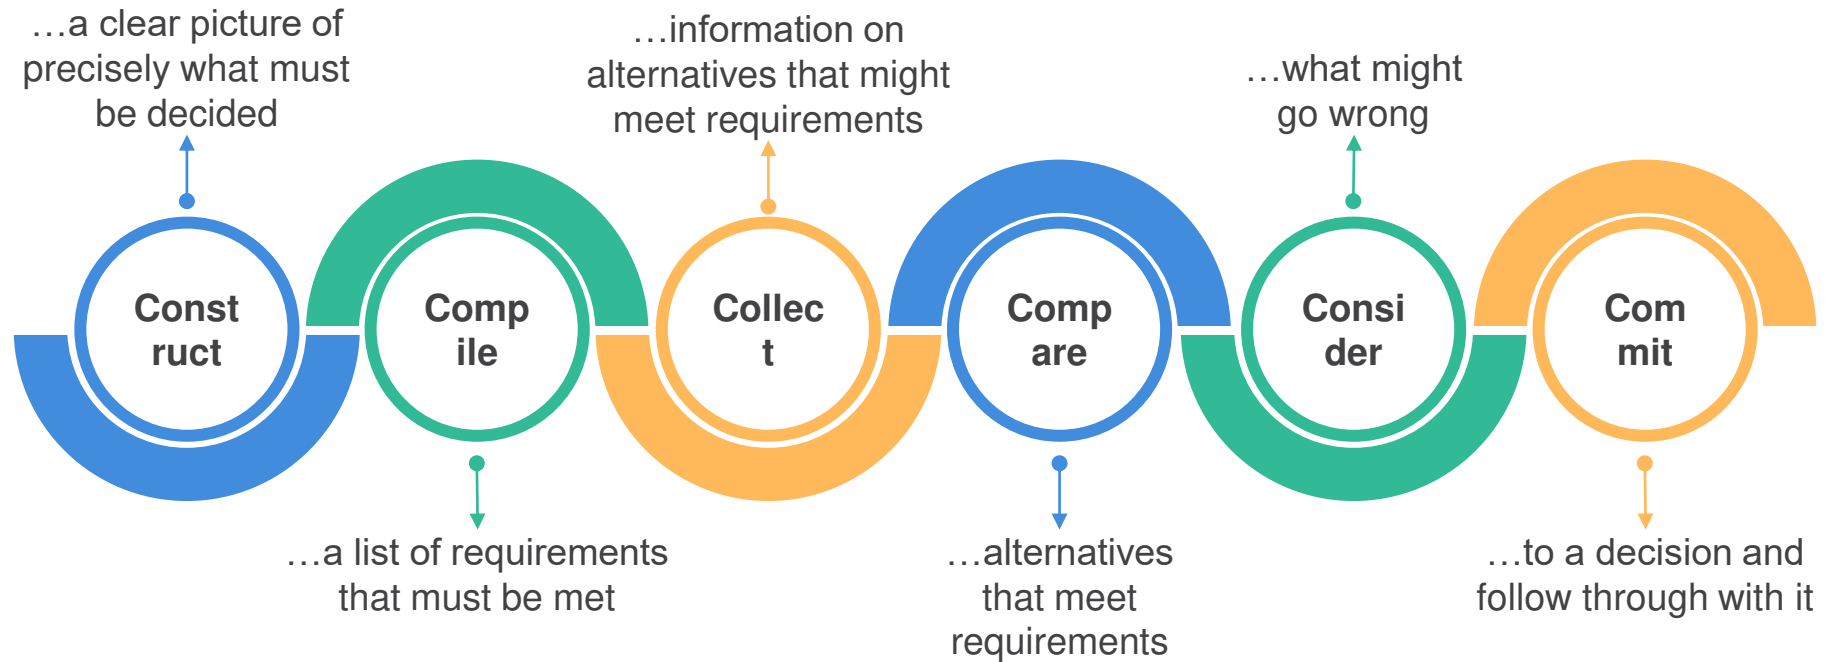 …a clear picture of
precisely what must
be decided
Const
ruct
Comp
ile
…a list of requirements
that must be met
…information on
alternatives that might
meet requirements
Collec
t
Comp
are
…alternatives
that meet
requirements
…what might
go wrong
Consi
der
Com
mit
…to a decision and
follow through with it